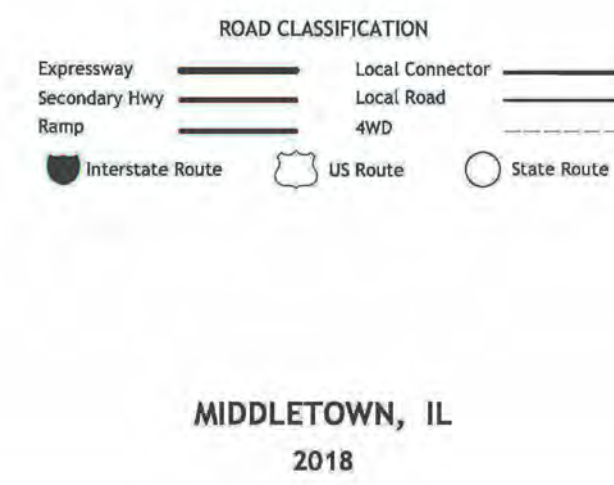 ROAD CLASSIFICATION
Expressway Local Connector
Secondary Hwy Local Road
Ramp 4WD
Interstate Route US Route State Route
MIDDLETOWN, IL
2018